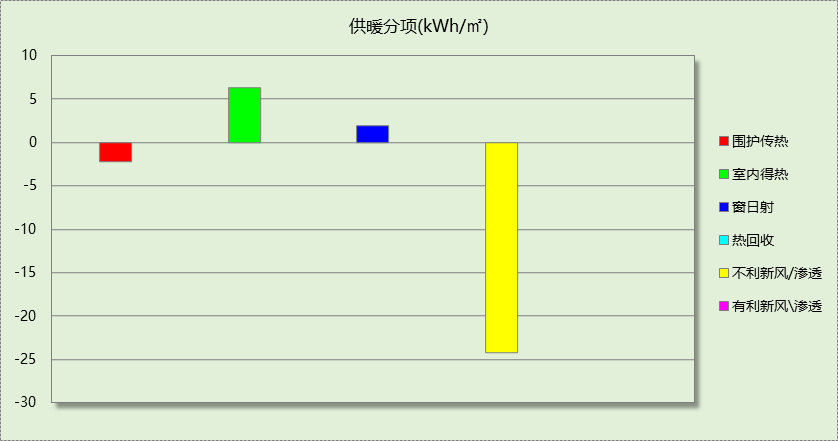 供暖分项(kWh/㎡)
10
5
0
-5
-10
-15
-20
-25
-30
围护传热
室内得热
窗日射
热回收
不利新风/渗透
有利新风\渗透